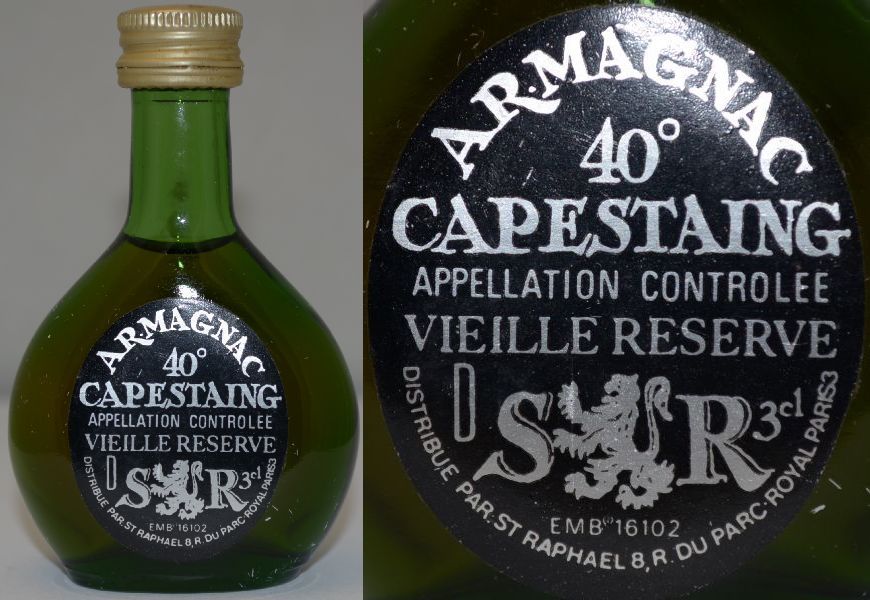 ARMAGNAC
40°
CAPESTAING
APPELLATION CONTROLEE
VIEILLE RESERVE
S R 3cl
EMB 16102
DISTRIBUE PAR.ST RAPHAEL 8,R. DU PARC ROYAL PARIS3
ARMAGNAC
40°
CAPESTAING
APPELLATION CONTROLEE
VIEILLE RESERVE
S R 3cl
EMB 16102
DISTRIBUE PAR.ST RAPHAEL 8,R. DU PARC ROYAL PARIS3